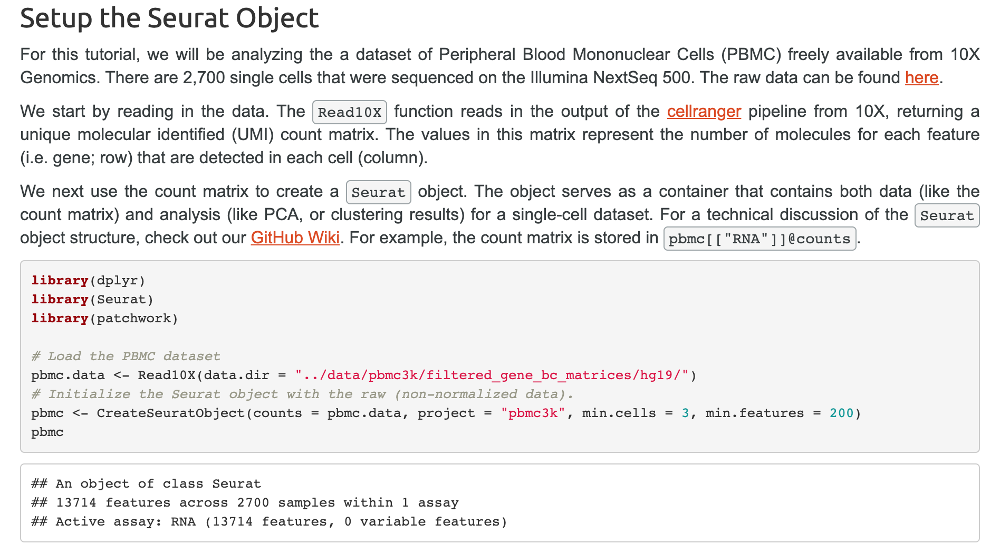 Setup the Seurat Object
For this tutorial, we will be analyzing the a dataset of Peripheral Blood Mononuclear Cells (PBMC) freely available from 10X
Genomics. There are 2,700 single cells that were sequenced on the Illumina NextSeq 500. The raw data can be found here.
We start by reading in the data. The Read10X function reads in the output of the cellranger pipeline from 10X, returning a
unique molecular identified (UMI) count matrix. The values in this matrix represent the number of molecules for each feature
(i.e. gene; row) that are detected in each cell (column).
We next use the count matrix to create a Seurat object. The object serves as a container that contains both data (like the
count matrix) and analysis (like PCA, or clustering results) for a single-cell dataset. For a technical discussion of the Seurat
object structure, check out our GitHub Wiki. For example, the count matrix is stored in pbmc[["RNA"]]@counts.
library(dplyr)
library(Seurat)
library(patchwork)
# Load the PBMC dataset
pbmc.data <- Read10X(data.dir = "../data/pbmc3k/filtered_gene_bc_matrices/hg19/")
# Initialize the Seurat object with the raw (non-normalized data).
pbmc <- CreateSeuratObject(counts = pbmc.data, project = "pbmc3k", min.cells = 3, min.features = 200)
pbmc
## An object of class Seurat
## 13714 features across 2700 samples within 1 assay
## Active assay: RNA (13714 features, 0 variable features)